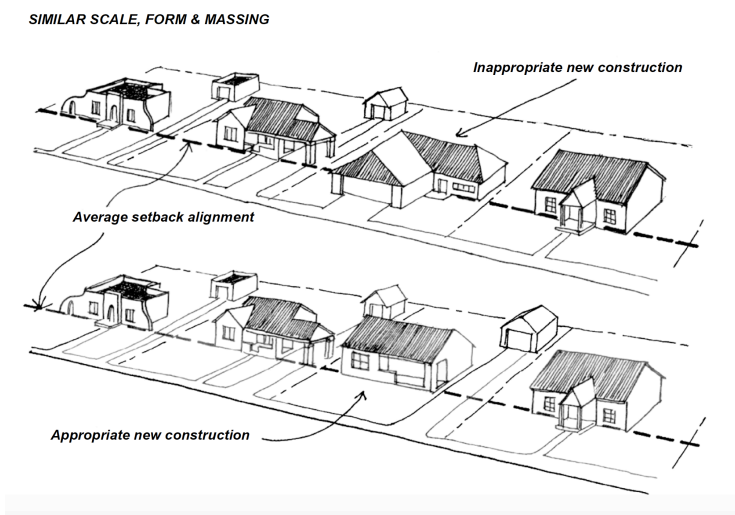 SIMILAR SCALE, FORM & MASSING
Inappropriate new construction
Average setback alignment
Appropriate new construction